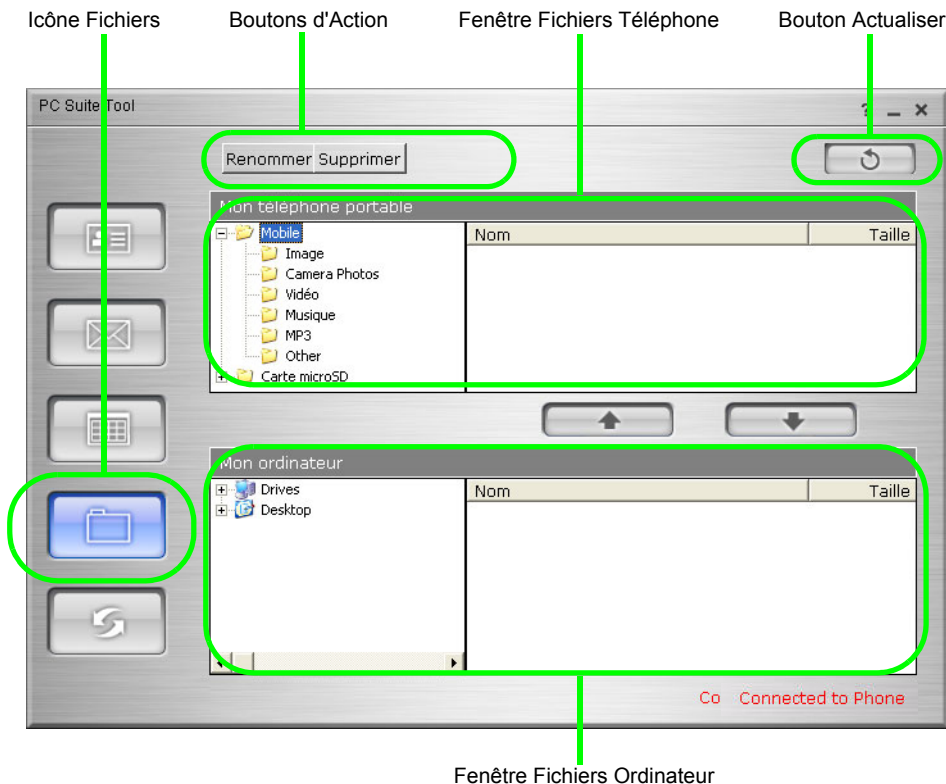 Icône Fichiers Boutons d'Action Fenêtre Fichiers Téléphone Bouton Actualiser
PC Suite Tool ? _ ×
Renommer Supprimer
Mon téléphone portable
Mobile
Image
Camera Photos
Vidéo
Musique
MP3
Other
Carte microSD
Nom Taille
Mon ordinateur
Drives
Desktop
Nom Taille
Co Connected to Phone
Fenêtre Fichiers Ordinateur